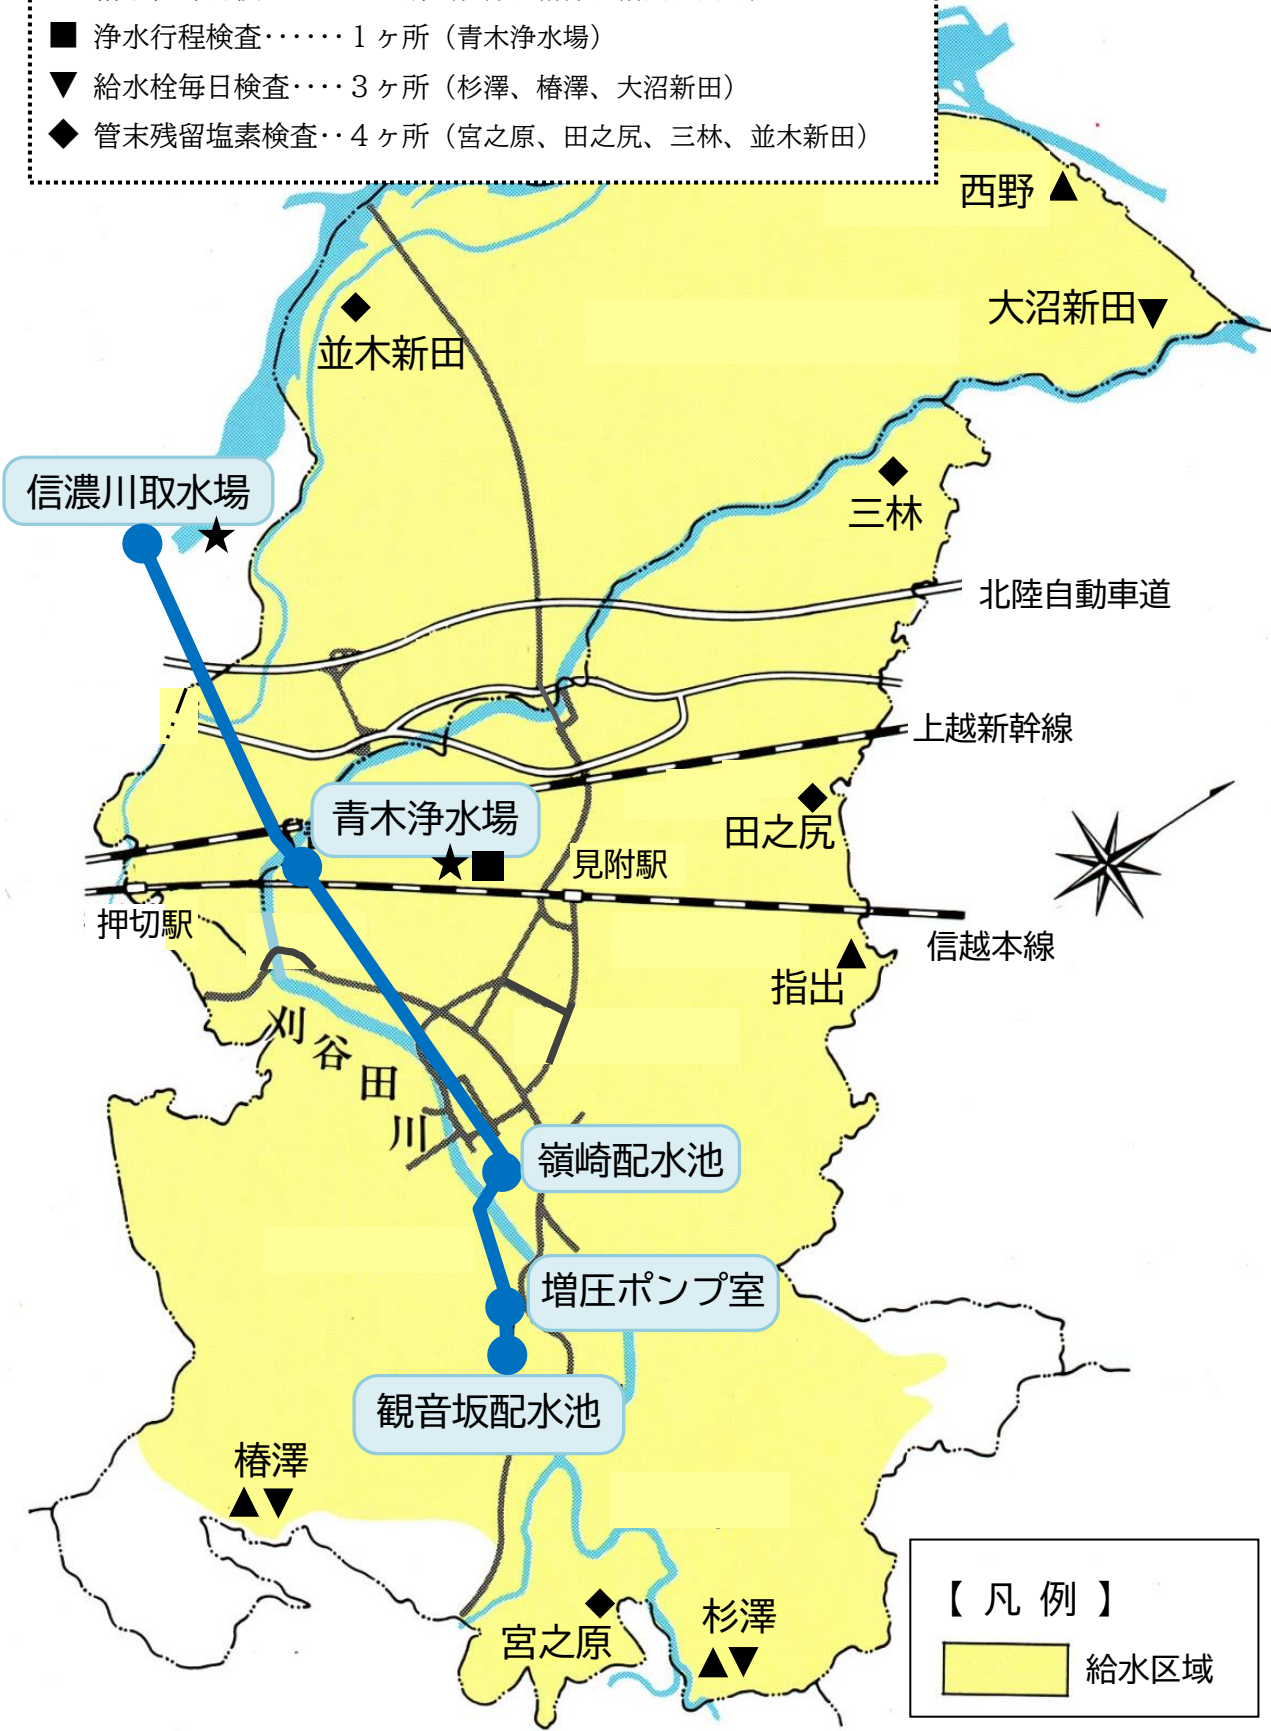 ■ 浄水行程検査‥‥‥１ヶ所（青木浄水場）
▼ 給水栓毎日検査‥‥３ヶ所（杉澤、椿澤、大沼新田）
◆ 管末残留塩素検査‥４ヶ所（宮之原、田之尻、三林、並木新田）
西野 ▲
大沼新田▼
◆
並木新田
信濃川取水場
★
◆
三林
北陸自動車道
上越新幹線
青木浄水場
★■
◆
田之尻
見附駅
押切駅
信越本線
▲
指出
刈谷田川
嶺崎配水池
増圧ポンプ室
観音坂配水池
椿澤
▲▼
◆
宮之原
杉澤
▲▼
【 凡 例 】
給水区域